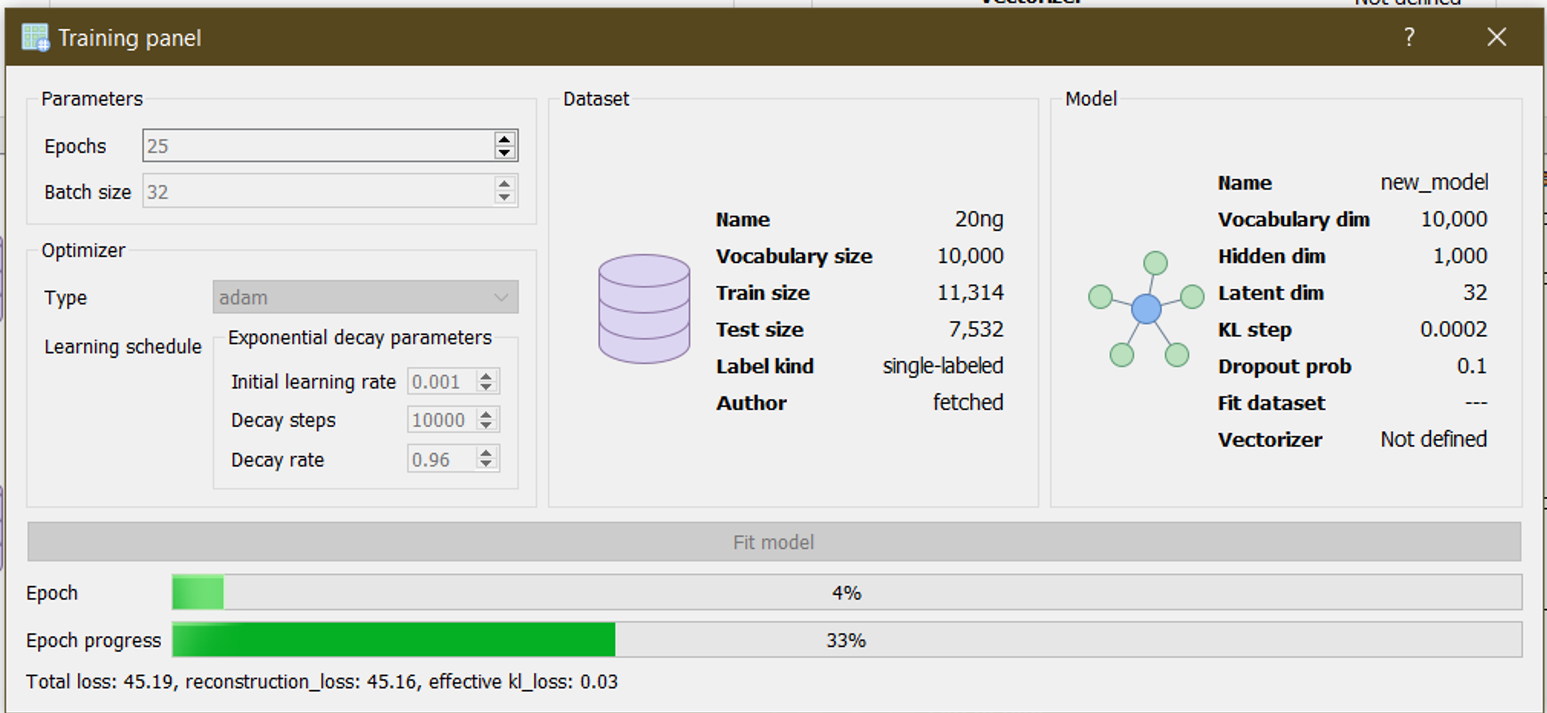 Vectorizer Not defined
Training panel ?
Parameters
Epochs 25
Batch size 32
Optimizer
Type adam
Learning schedule
Exponential decay parameters
Initial learning rate 0.001
Decay steps 10000
Decay rate 0.96
Dataset
Name 20ng
Vocabulary size 10,000
Train size 11,314
Test size 7,532
Label kind single-labeled
Author fetched
Model
Name new_model
Vocabulary dim 10,000
Hidden dim 1,000
Latent dim 32
KL step 0.0002
Dropout prob 0.1
Fit dataset ---
Vectorizer Not defined
Fit model
Epoch 4%
Epoch progress 33%
Total loss: 45.19, reconstruction_loss: 45.16, effective kl_loss: 0.03